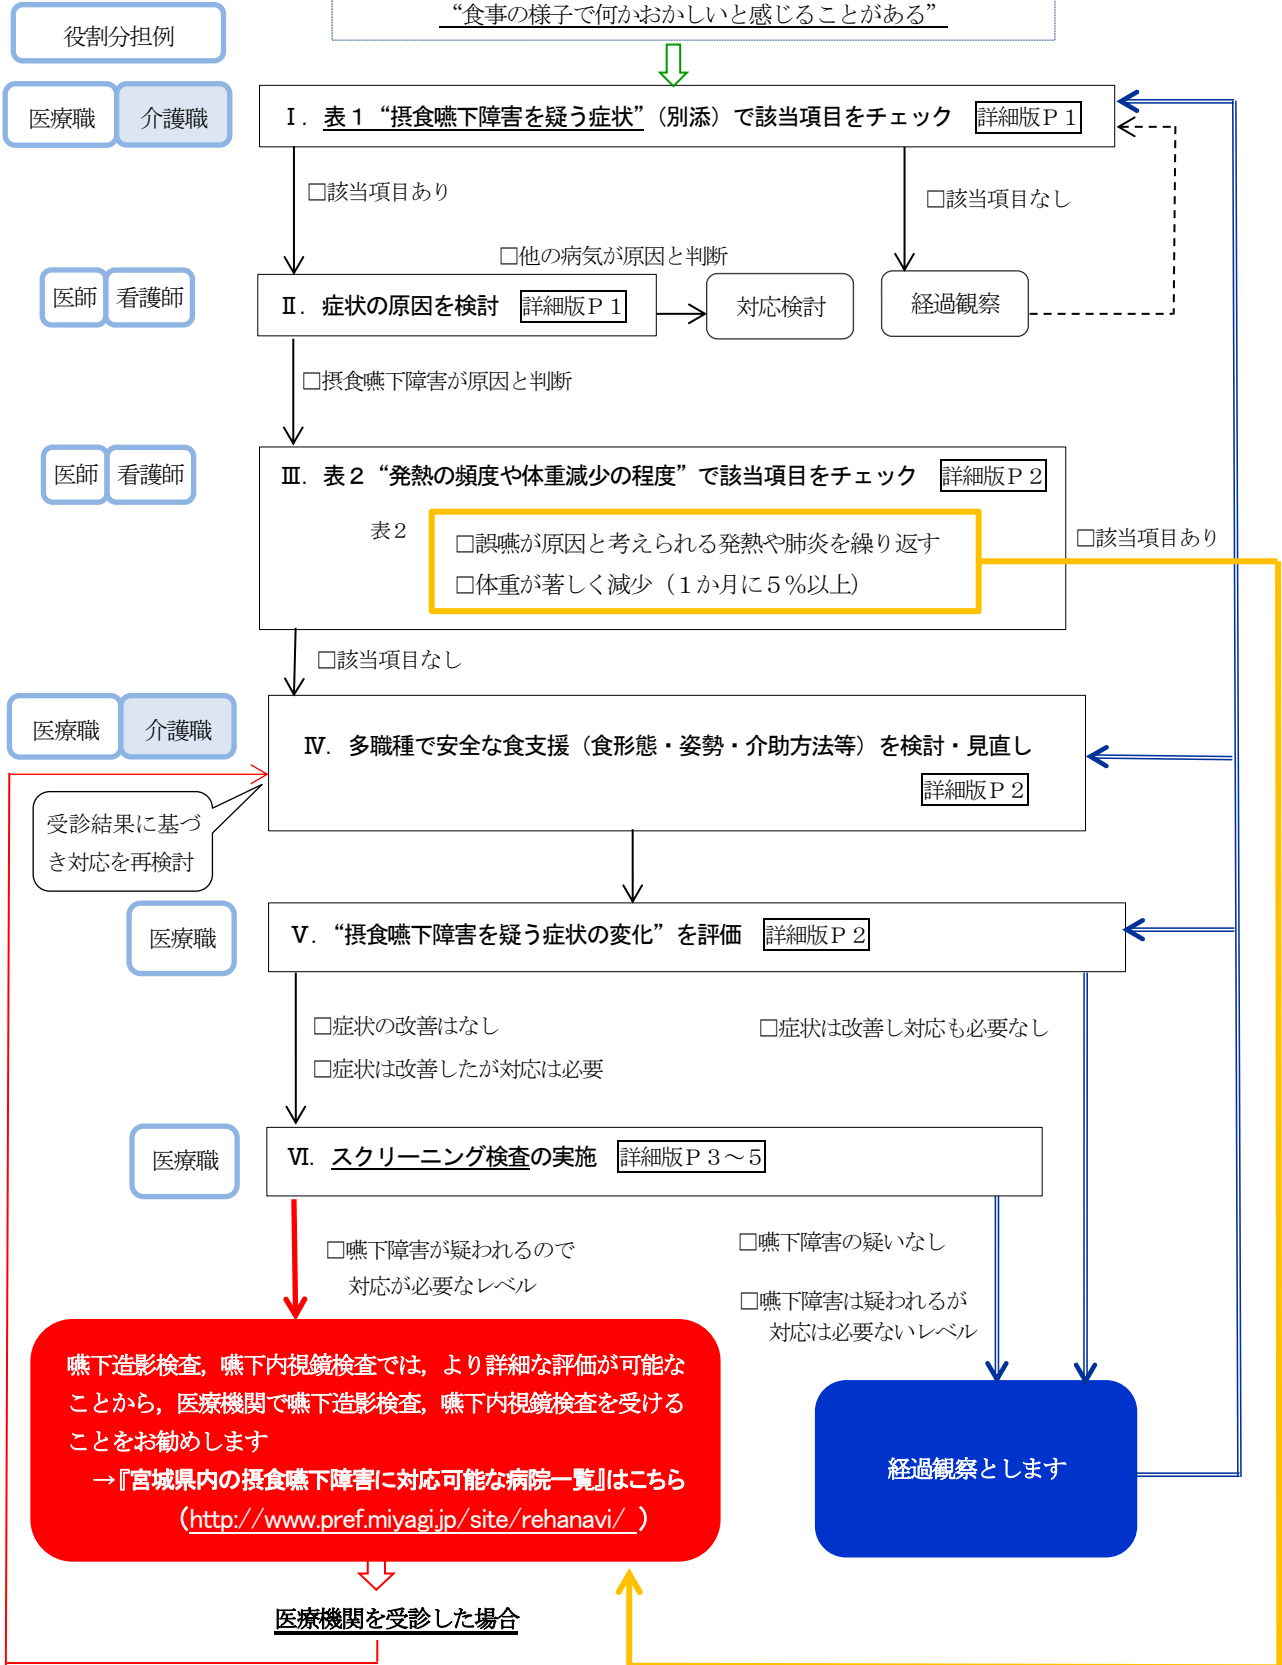 “食事の様子で何かおかしいと感じることがある”
役割分担例
医療職 介護職
Ⅰ．表１“摂食嚥下障害を疑う症状”（別添）で該当項目をチェック 詳細版Ｐ１
□該当項目あり
□該当項目なし
□他の病気が原因と判断
医師 看護師
Ⅱ．症状の原因を検討 詳細版Ｐ１
対応検討
経過観察
□摂食嚥下障害が原因と判断
医師 看護師
Ⅲ．表２“発熱の頻度や体重減少の程度”で該当項目をチェック 詳細版Ｐ２
表２
□誤嚥が原因と考えられる発熱や肺炎を繰り返す
□体重が著しく減少（１か月に５％以上）
□該当項目あり
□該当項目なし
医療職 介護職
Ⅳ．多職種で安全な食支援（食形態・姿勢・介助方法等）を検討・見直し
詳細版Ｐ２
受診結果に基づ
き対応を再検討
医療職
Ⅴ．“摂食嚥下障害を疑う症状の変化”を評価 詳細版Ｐ２
□症状の改善はなし
□症状は改善したが対応は必要
□症状は改善し対応も必要なし
医療職
Ⅵ．スクリーニング検査の実施 詳細版Ｐ３～５
□嚥下障害が疑われるので
対応が必要なレベル
□嚥下障害の疑いなし
□嚥下障害は疑われるが
対応は必要ないレベル
嚥下造影検査，嚥下内視鏡検査では，より詳細な評価が可能な
ことから，医療機関で嚥下造影検査，嚥下内視鏡検査を受ける
ことをお勧めします
→『宮城県内の摂食嚥下障害に対応可能な病院一覧』はこちら
（http://www.pref.miyagi.jp/site/rehanavi/ ）
経過観察とします
医療機関を受診した場合